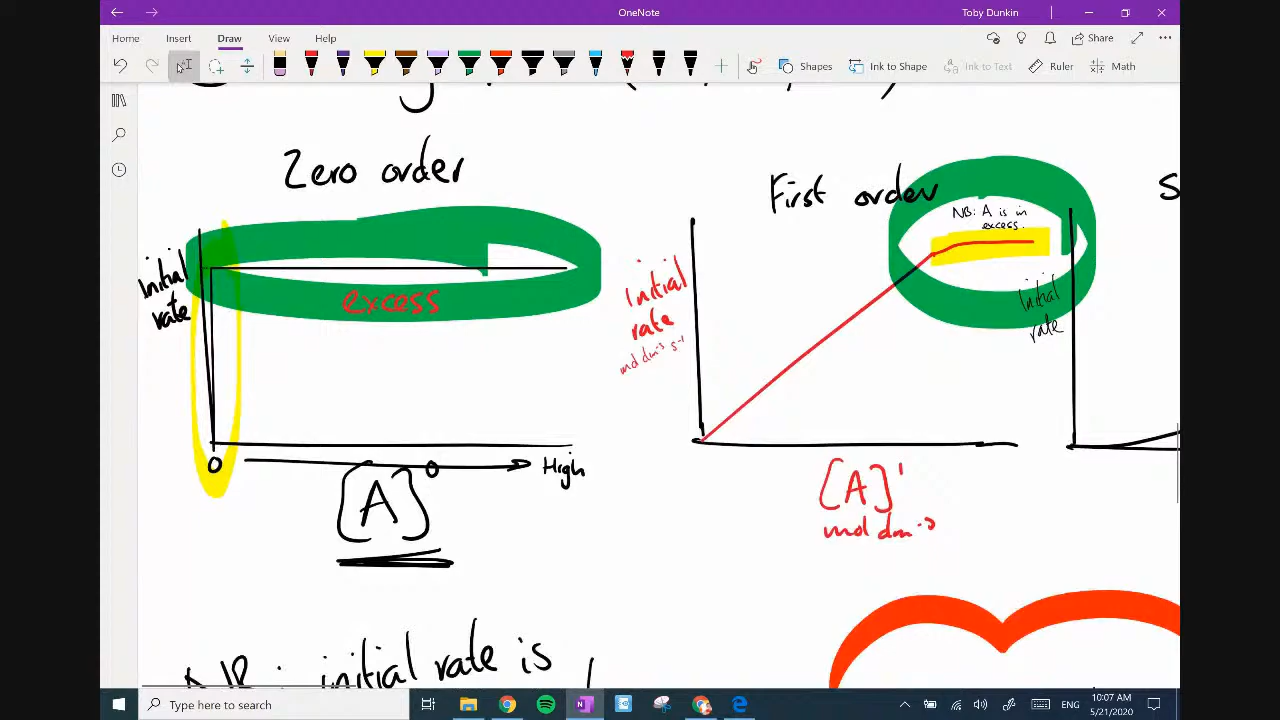 OneNote
Toby Dunkin
Home Insert Draw View Help
Share
Shapes
Ink to Shape
Ink to Text
Ruler
Math
Zero order
Initial
rate
excess
0
High
[A]⁰
First order
NB: A is in
excess.
Initial
rate
mol dm⁻³ s⁻¹
[A]¹
mol dm⁻³
Initial
rate
S
NB: initial rate is
Type here to search
ENG
10:07 AM
5/21/2020